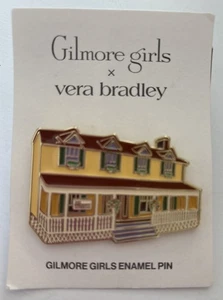 Gilmore girls
×
vera bradley
GILMORE GIRLS ENAMEL PIN